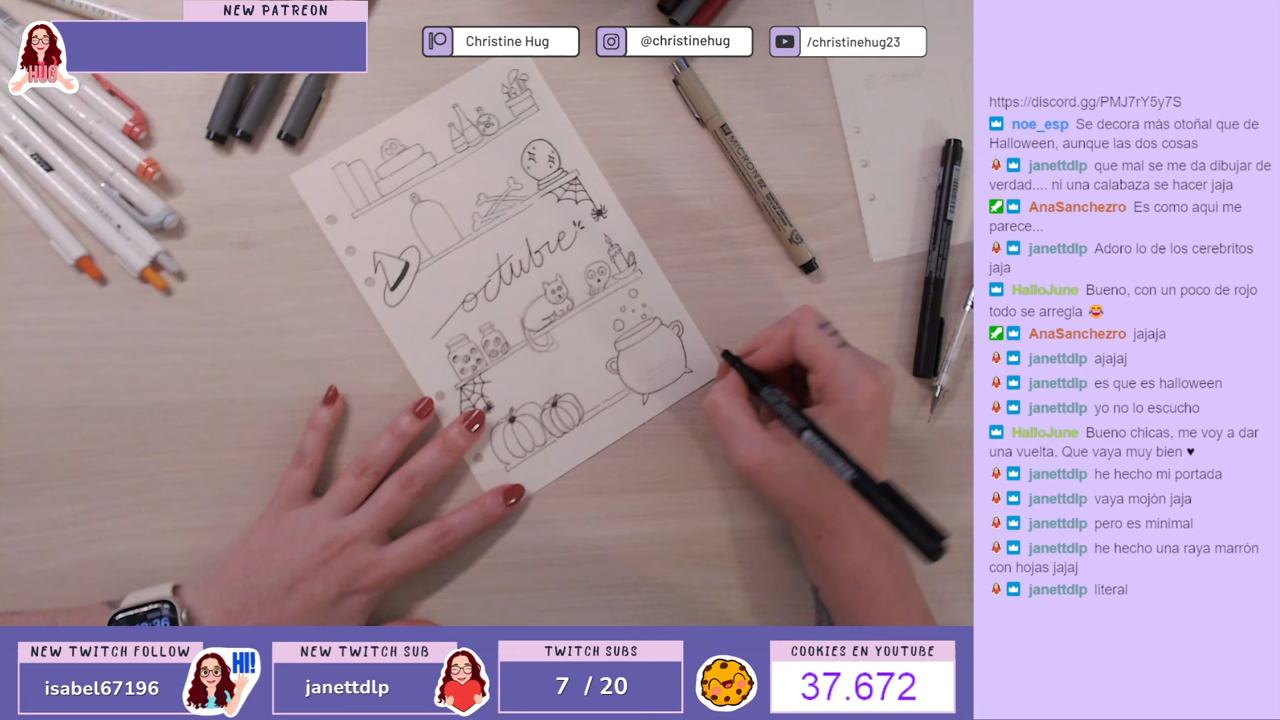 NEW PATREON
HUG
Christine Hug
@christinehug
/christinehug23
MICRON
octubre
https://discord.gg/PMJ7rY5y7S
noe_esp Se decora más otoñal que de
Halloween, aunque las dos cosas
janettdlp que mal se me da dibujar de
verdad.... ni una calabaza se hacer jaja
AnaSanchezro Es como aqui me
parece...
janettdlp Adoro lo de los cerebritos
jaja
HalloJune Bueno, con un poco de rojo
todo se arregla 😂
AnaSanchezro jajaja
janettdlp ajajaj
janettdlp es que es halloween
janettdlp yo no lo escucho
HalloJune Bueno chicas, me voy a dar
una vuelta. Que vaya muy bien ♥
janettdlp he hecho mi portada
janettdlp vaya mojón jaja
janettdlp pero es minimal
janettdlp he hecho una raya marrón
con hojas jajaj
janettdlp literal
NEW TWITCH FOLLOW
isabel67196
HI!
NEW TWITCH SUB
janettdlp
TWITCH SUBS
7 / 20
COOKIES EN YOUTUBE
37.672